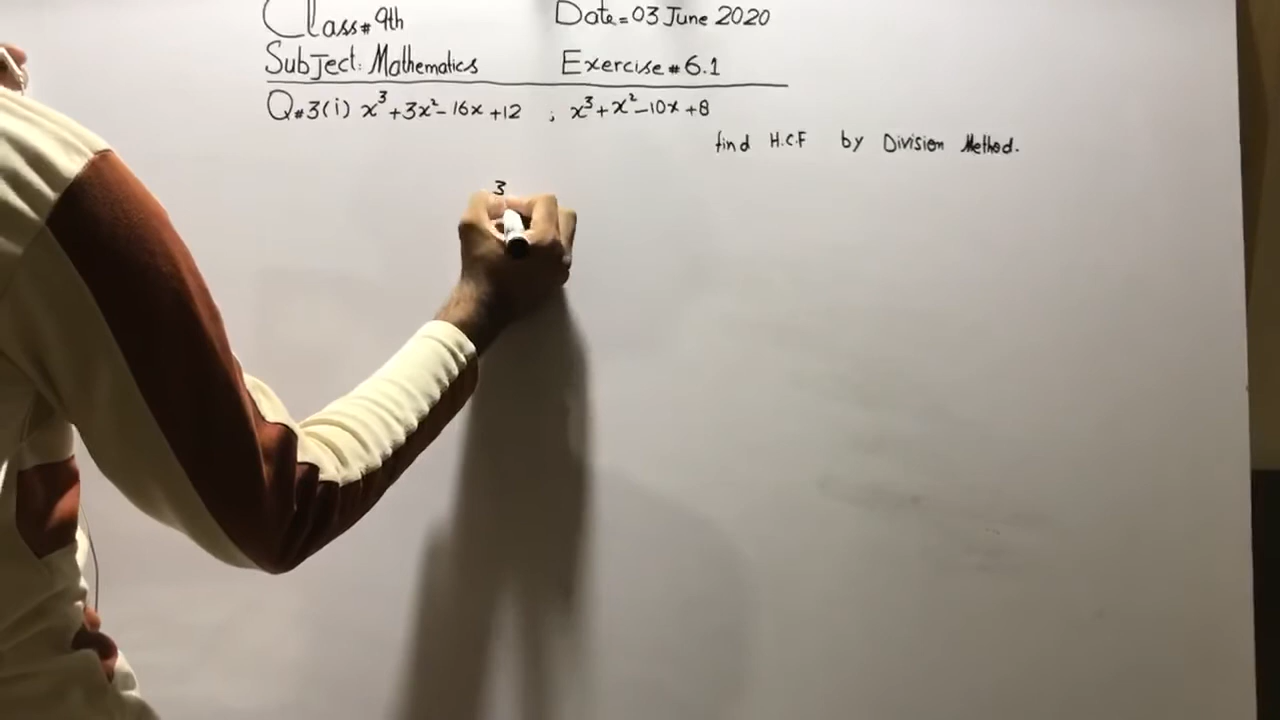 Class# 9th Date=03 June 2020
Subject: Mathematics Exercise#6.1
Q#3(i) x³+3x²-16x+12 ; x³+x²-10x+8
find H.C.F by Division Method.
3